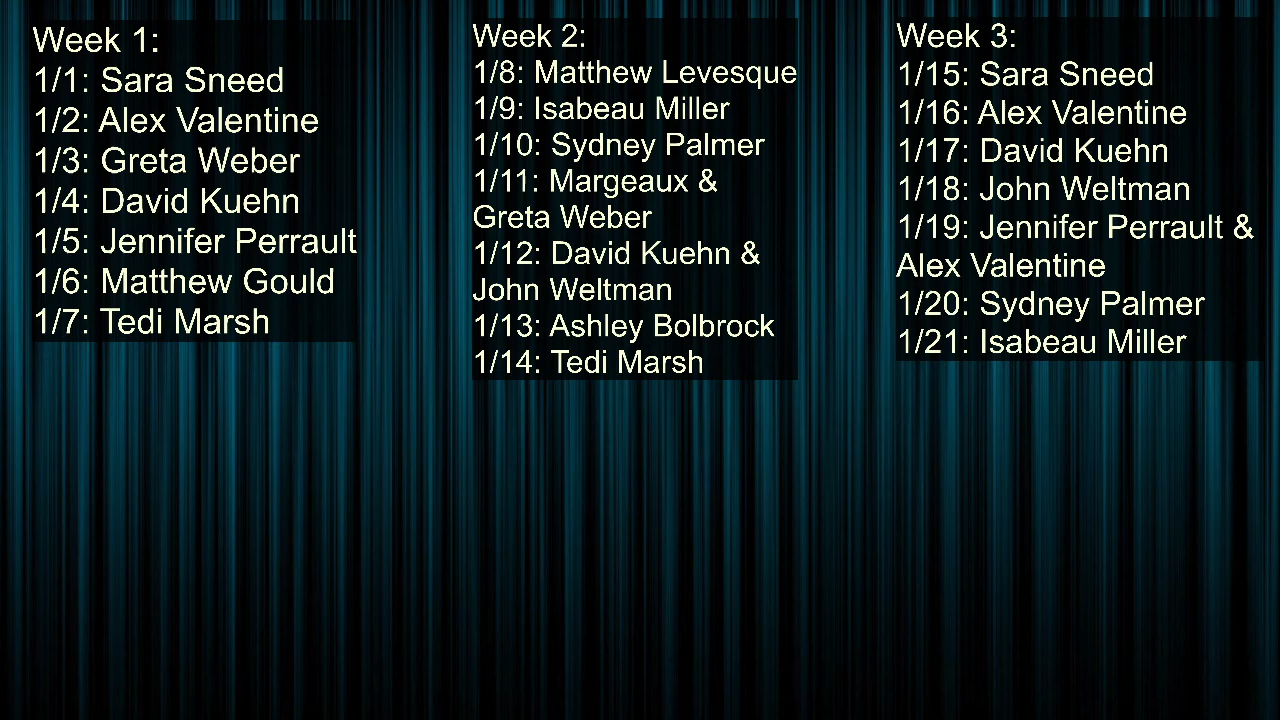 Week 1:
1/1: Sara Sneed
1/2: Alex Valentine
1/3: Greta Weber
1/4: David Kuehn
1/5: Jennifer Perrault
1/6: Matthew Gould
1/7: Tedi Marsh
Week 2:
1/8: Matthew Levesque
1/9: Isabeau Miller
1/10: Sydney Palmer
1/11: Margeaux &
Greta Weber
1/12: David Kuehn &
John Weltman
1/13: Ashley Bolbrock
1/14: Tedi Marsh
Week 3:
1/15: Sara Sneed
1/16: Alex Valentine
1/17: David Kuehn
1/18: John Weltman
1/19: Jennifer Perrault &
Alex Valentine
1/20: Sydney Palmer
1/21: Isabeau Miller